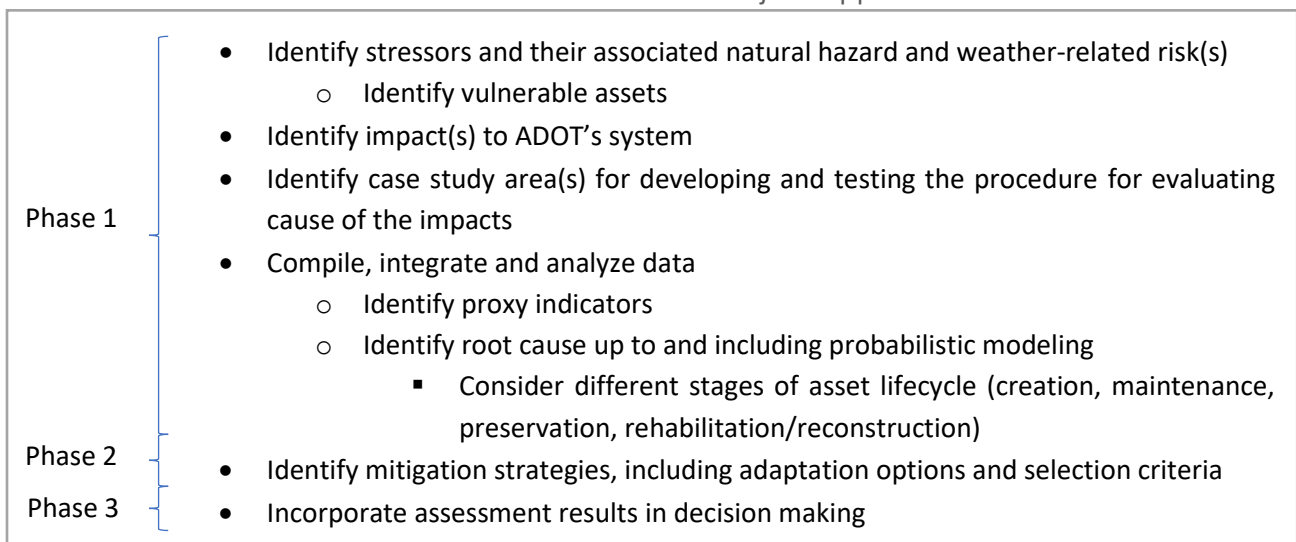 • Identify stressors and their associated natural hazard and weather-related risk(s)
o Identify vulnerable assets
• Identify impact(s) to ADOT's system
• Identify case study area(s) for developing and testing the procedure for evaluating
cause of the impacts
Phase 1
• Compile, integrate and analyze data
o Identify proxy indicators
o Identify root cause up to and including probabilistic modeling
▪ Consider different stages of asset lifecycle (creation, maintenance,
preservation, rehabilitation/reconstruction)
Phase 2
• Identify mitigation strategies, including adaptation options and selection criteria
Phase 3
• Incorporate assessment results in decision making